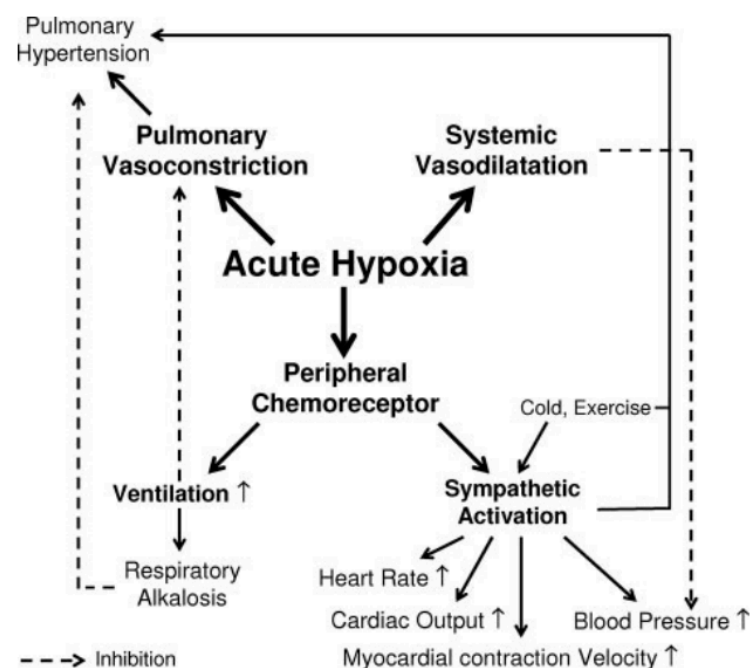 Pulmonary
Hypertension
Pulmonary
Vasoconstriction
Systemic
Vasodilatation
Acute Hypoxia
Peripheral
Chemoreceptor
Cold, Exercise
Ventilation ↑
Sympathetic
Activation
Respiratory
Alkalosis
Heart Rate ↑
Cardiac Output ↑
Blood Pressure ↑
Myocardial contraction Velocity ↑
Inhibition